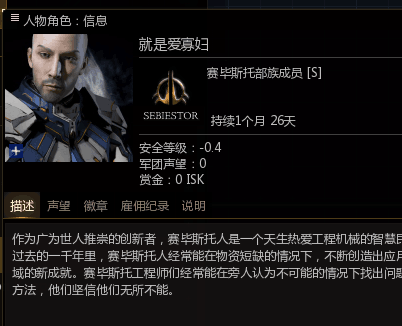 人物角色：信息
就是爱寡妇
赛毕斯托部族成员 [S]
SEBIESTOR
持续1个月 26天
安全等级：-0.4
军团声望：0
赏金：0 ISK
描述 声望 徽章 雇佣纪录 说明
作为广为世人推崇的创新者，赛毕斯托人是一个天生热爱工程机械的智慧民
过去的一千年里，赛毕斯托人经常能在物资短缺的情况下，不断创造出应用
域的新成就。赛毕斯托工程师们经常能在旁人认为不可能的情况下找出问题
方法，他们坚信他们无所不能。